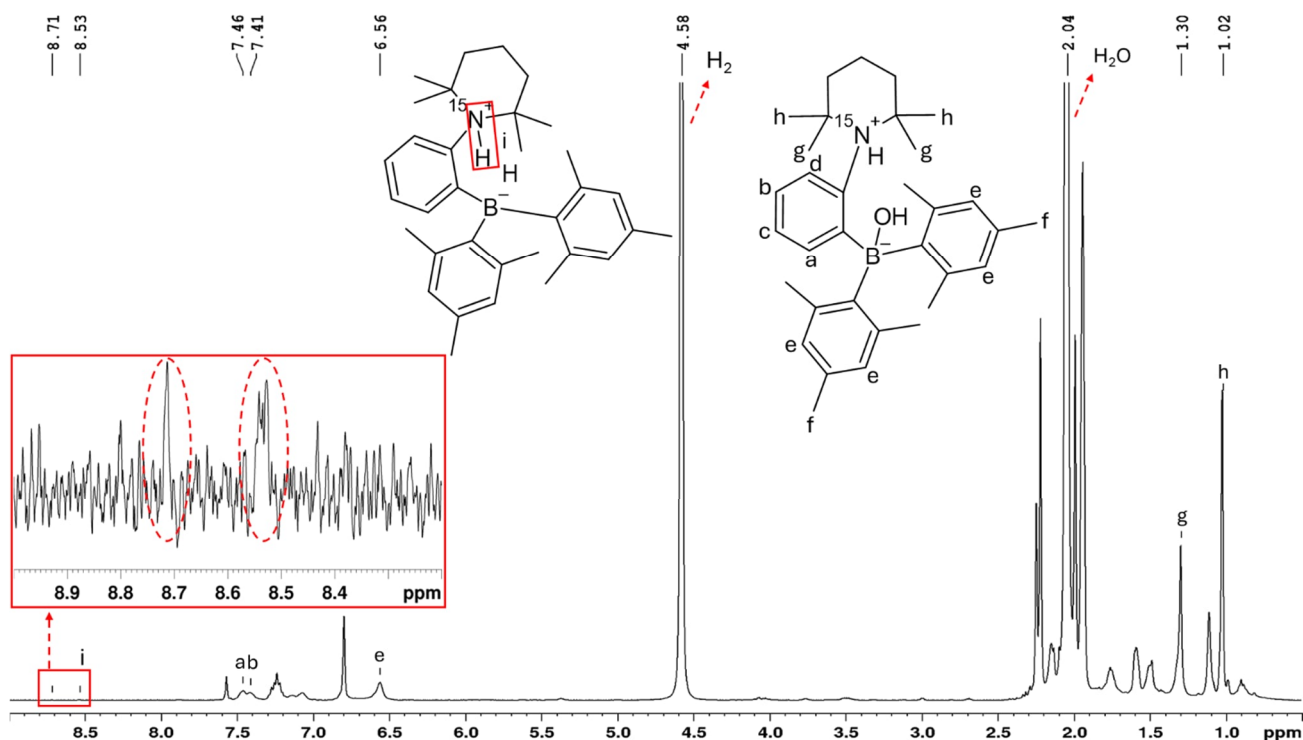 8.71 8.53 7.46 7.41 6.56 4.58 2.04 1.30 1.02
H₂
H₂O
15 N + i
H
H
B −
h 15 N + h
g H g
d
b
c
a
OH
B −
e
f
e
e
e
f
8.9 8.8 8.7 8.6 8.5 8.4 ppm
i
a b
e
g
h
8.5 8.0 7.5 7.0 6.5 6.0 5.5 5.0 4.5 4.0 3.5 3.0 2.5 2.0 1.5 1.0 ppm